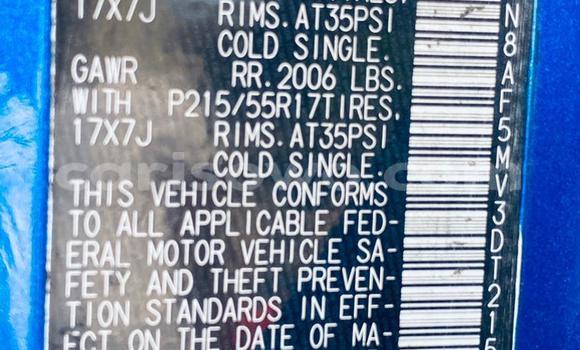 17X7J RIMS.AT35PSI
COLD SINGLE.
GAWR RR.2006 LBS.
WITH P215/55R17TIRES,
17X7J RIMS.AT35PSI
COLD SINGLE.
THIS VEHICLE CONFORMS
TO ALL APPLICABLE FED-
ERAL MOTOR VEHICLE SA-
FETY AND THEFT PREVEN-
TION STANDARDS IN EFF-
ECT ON THE DATE OF MA-
N8AF5MV3DT21